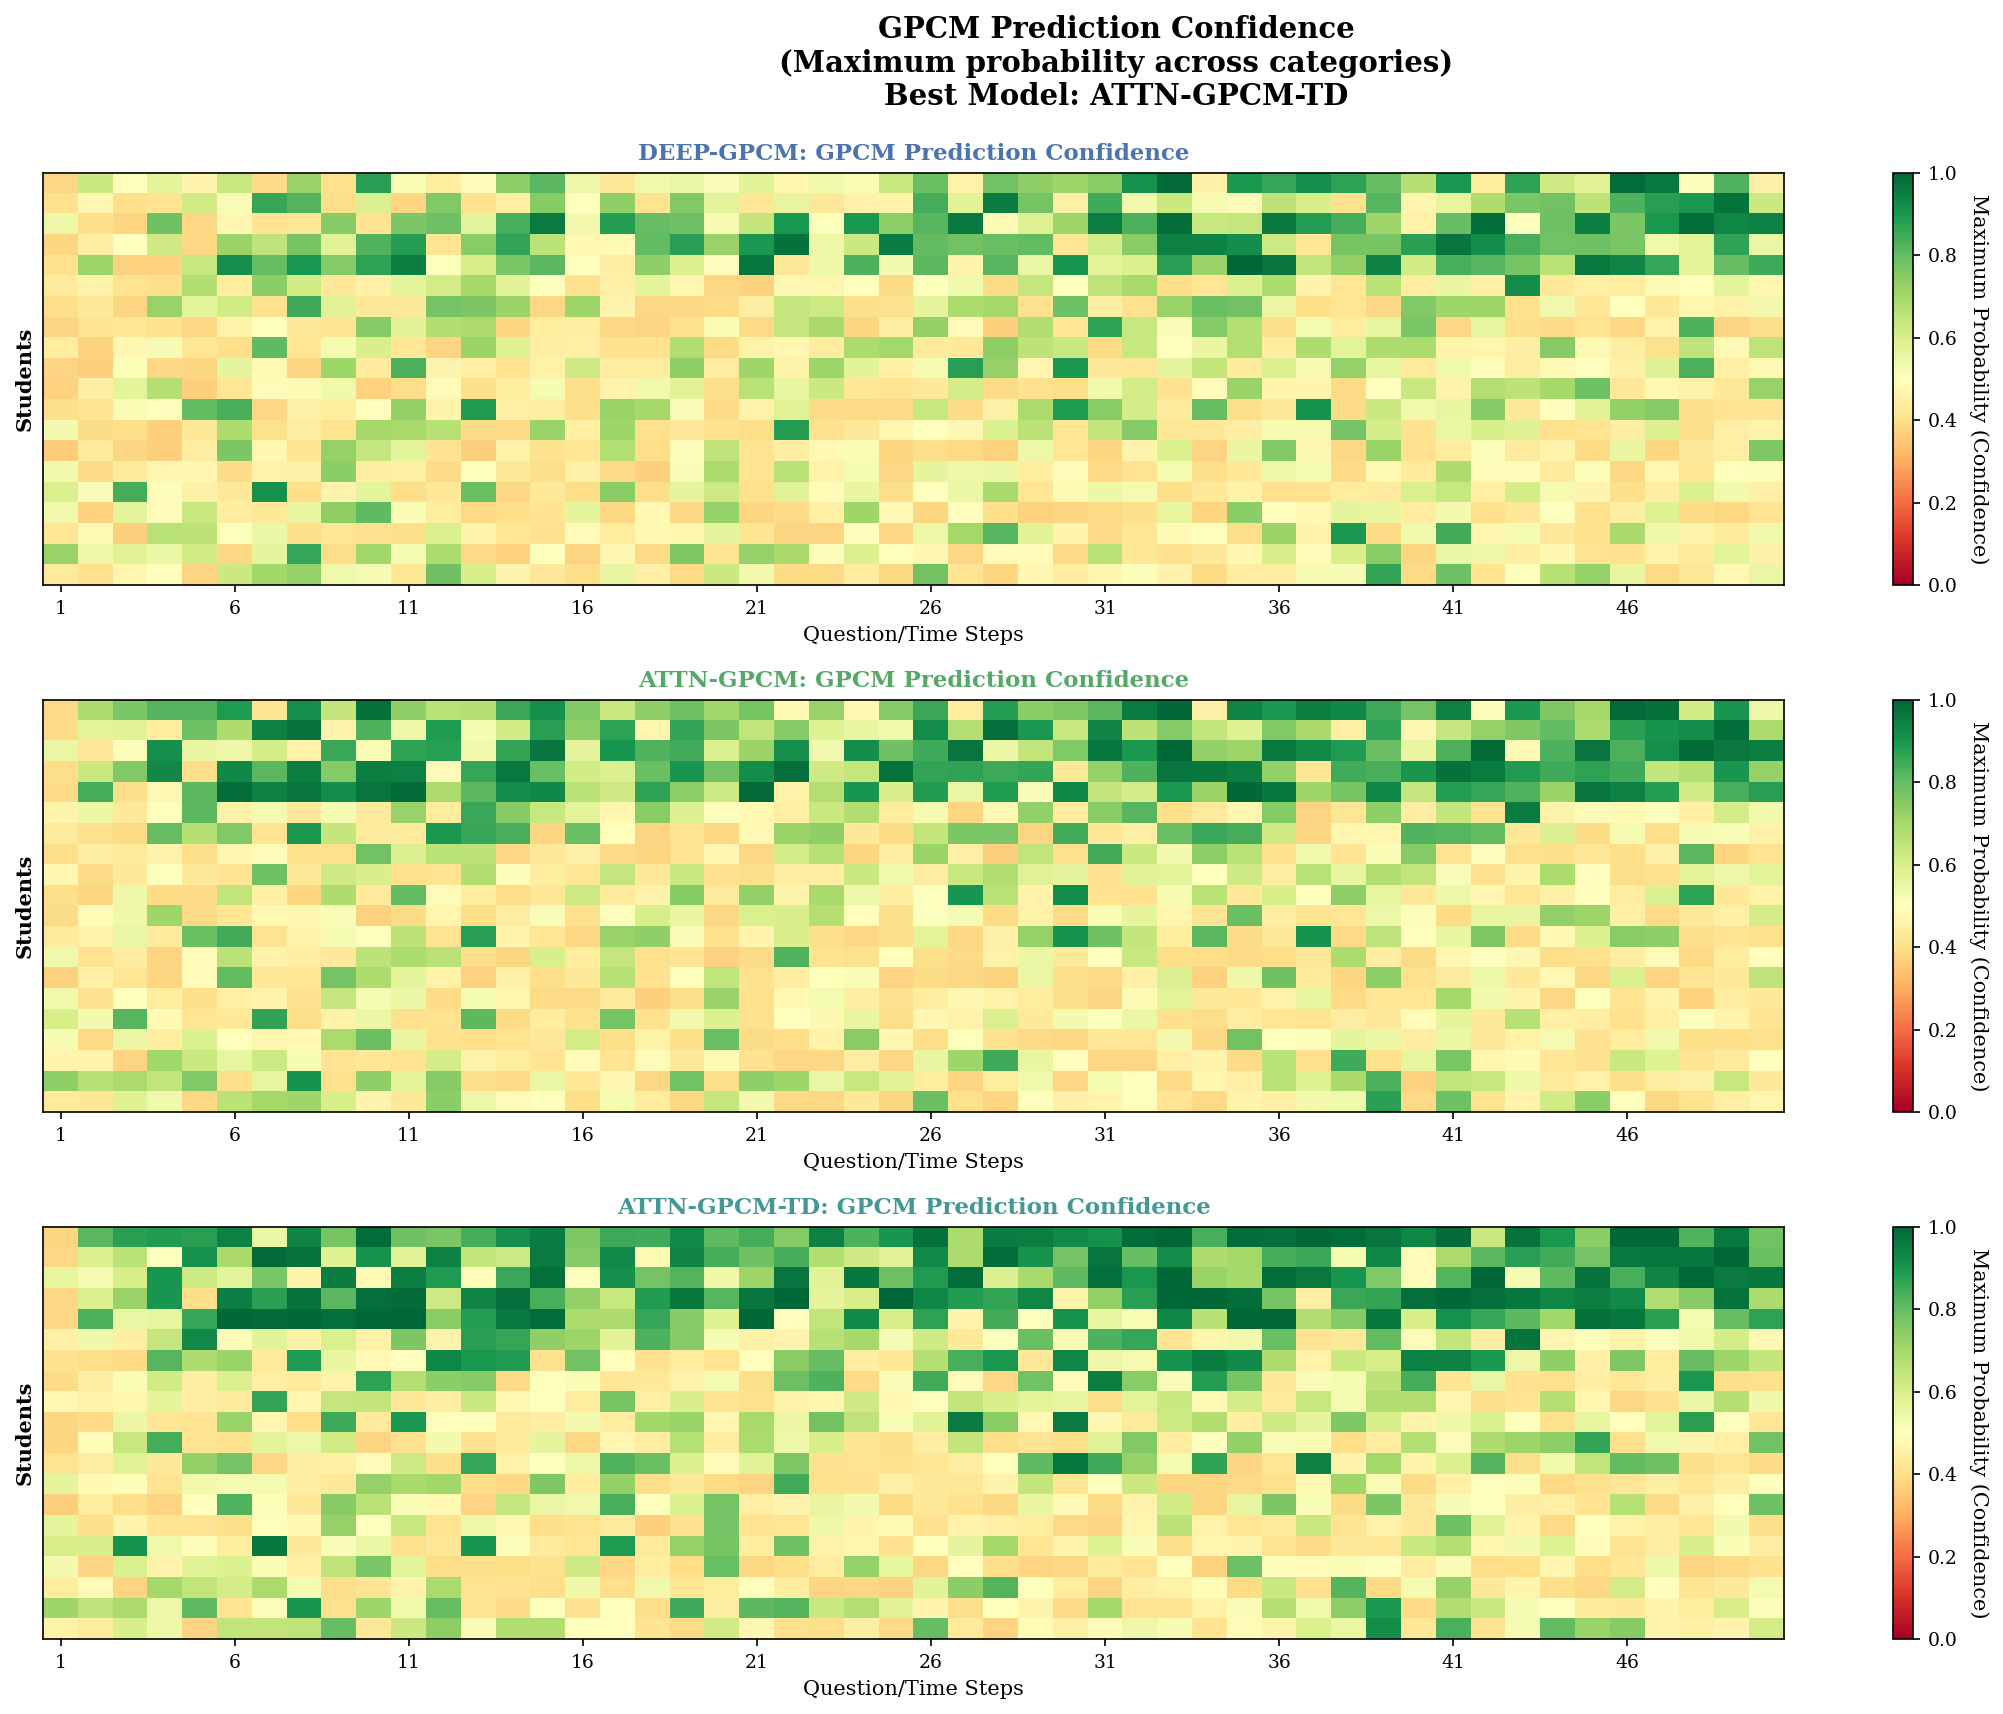 GPCM Prediction Confidence
(Maximum probability across categories)
Best Model: ATTN-GPCM-TD
DEEP-GPCM: GPCM Prediction Confidence
Students
1 6 11 16 21 26 31 36 41 46
Question/Time Steps
1.0
0.8
0.6
0.4
0.2
0.0
Maximum Probability (Confidence)
ATTN-GPCM: GPCM Prediction Confidence
Students
1 6 11 16 21 26 31 36 41 46
Question/Time Steps
1.0
0.8
0.6
0.4
0.2
0.0
Maximum Probability (Confidence)
ATTN-GPCM-TD: GPCM Prediction Confidence
Students
1 6 11 16 21 26 31 36 41 46
Question/Time Steps
1.0
0.8
0.6
0.4
0.2
0.0
Maximum Probability (Confidence)